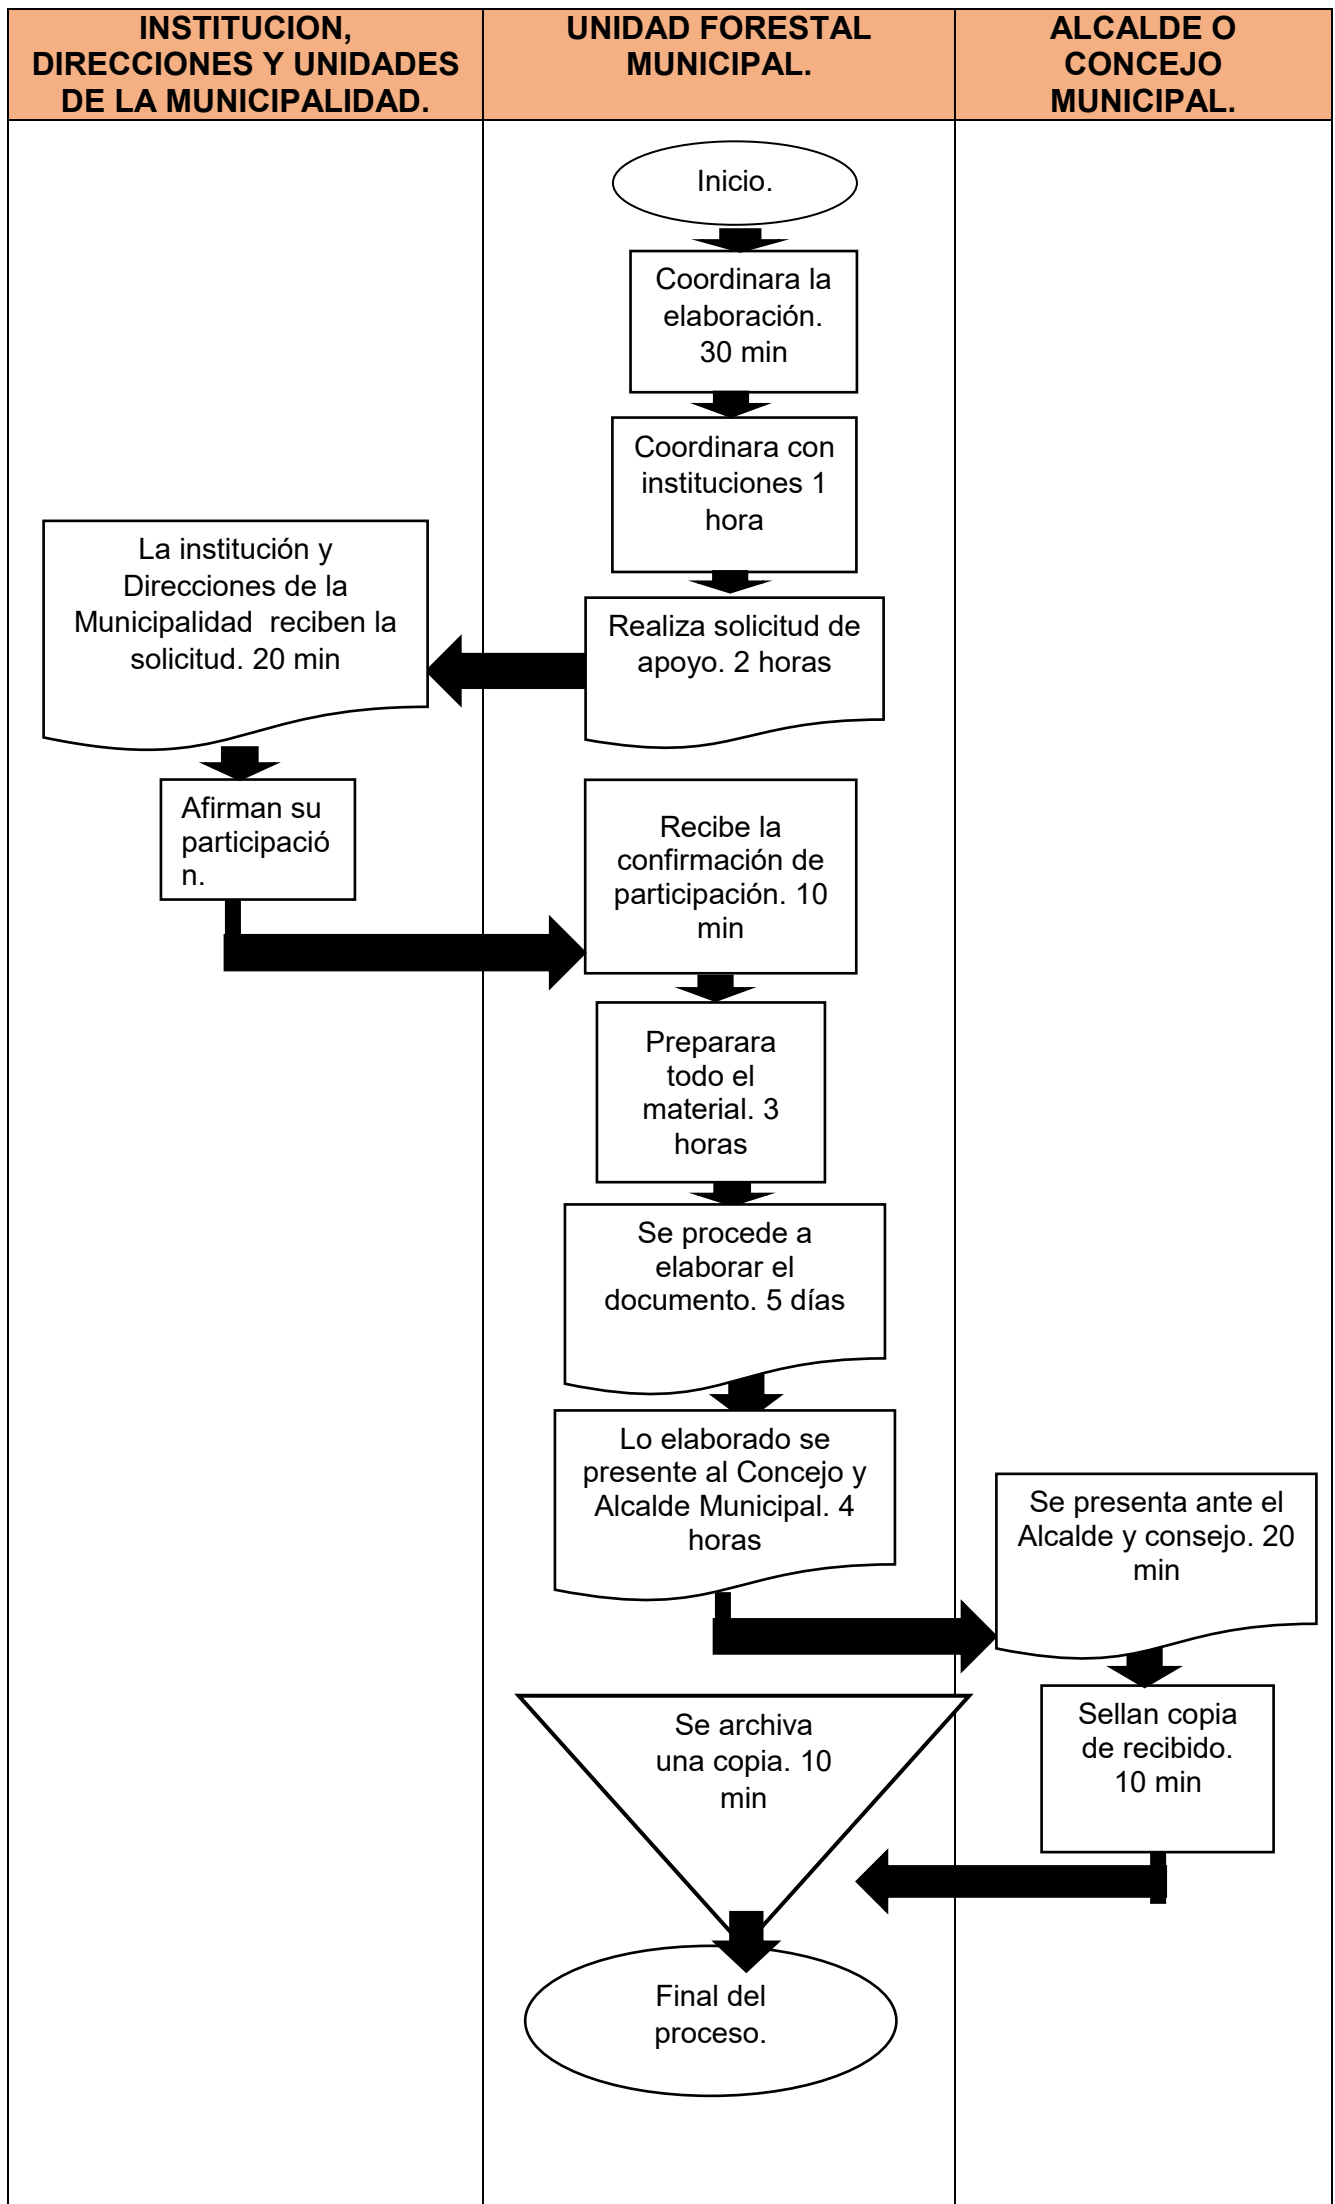 INSTITUCION,
DIRECCIONES Y UNIDADES
DE LA MUNICIPALIDAD.
UNIDAD FORESTAL
MUNICIPAL.
ALCALDE O
CONCEJO
MUNICIPAL.
Inicio.
Coordinara la
elaboración.
30 min
Coordinara con
instituciones 1
hora
Realiza solicitud de
apoyo. 2 horas
La institución y
Direcciones de la
Municipalidad  reciben la
solicitud. 20 min
Afirman su
participació
n.
Recibe la
confirmación de
participación. 10
min
Preparara
todo el
material. 3
horas
Se procede a
elaborar el
documento. 5 días
Lo elaborado se
presente al Concejo y
Alcalde Municipal. 4
horas
Se presenta ante el
Alcalde y consejo. 20
min
Sellan copia
de recibido.
10 min
Se archiva
una copia. 10
min
Final del
proceso.